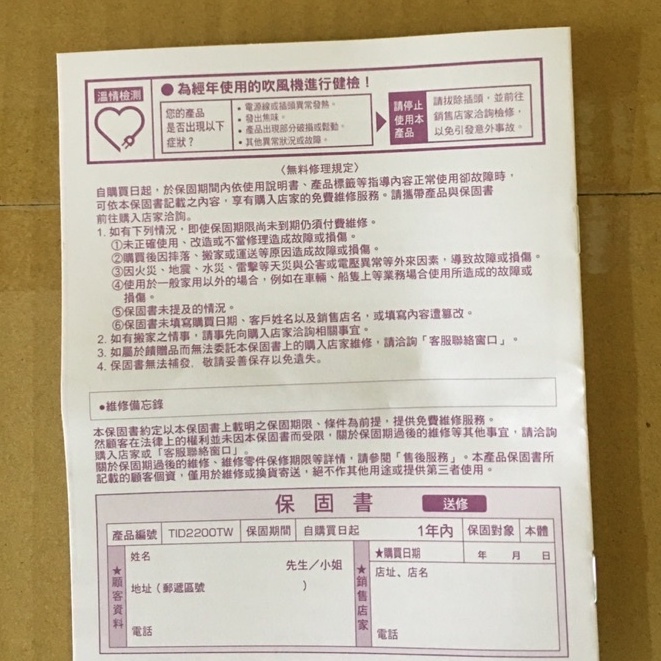 溫情檢測
●為經年使用的吹風機進行健檢！
您的產品
是否出現以下
症狀？
• 電源線或插頭異常發熱。
• 發出焦味。
• 產品出現部分破損或鬆動。
• 其他異常狀況或故障。
請停止
使用本
產品
請拔除插頭，並前往
銷售店家洽詢檢修，
以免引發意外事故。
〈無料修理規定〉
自購買日起，於保固期間內依使用說明書、產品標籤等指導內容正常使用卻故障時，
可依本保固書記載之內容，享有購入店家的免費維修服務。請攜帶產品與保固書
前往購入店家洽詢。
1. 如有下列情況，即使保固期限尚未到期仍須付費維修。
①未正確使用、改造或不當修理造成故障或損傷。
②購買後因摔落、搬家或運送等原因造成故障或損傷。
③因火災、地震、水災、雷擊等天災與公害或電壓異常等外來因素，導致故障或損傷。
④使用於一般家用以外的場合，例如在車輛、船隻上等業務場合使用所造成的故障或
損傷。
⑤保固書未提及的情況。
⑥保固書未填寫購買日期、客戶姓名以及銷售店名，或填寫內容遭篡改。
2. 如有搬家之情事，請事先向購入店家洽詢相關事宜。
3. 如屬於饋贈品而無法委託本保固書上的購入店家維修，請洽詢「客服聯絡窗口」。
4. 保固書無法補發，敬請妥善保存以免遺失。
●維修備忘錄
本保固書約定以本保固書上載明之保固期限、條件為前提，提供免費維修服務。
然顧客在法律上的權利並未因本保固書而受限，關於保固期過後的維修等其他事宜，請洽詢
購入店家或「客服聯絡窗口」。
關於保固期過後的維修、維修零件保修期限等詳情，請參閱「售後服務」。本產品保固書所
記載的顧客個資，僅用於維修或換貨寄送，絕不作其他用途或提供第三者使用。
保固書 送修
產品編號 TID2200TW 保固期間 自購買日起 1年內 保固對象 本體
★顧客資料
姓名
先生／小姐
地址（郵遞區號 ）
電話
★購買日期 年 月 日
★銷售店家
店址、店名
電話